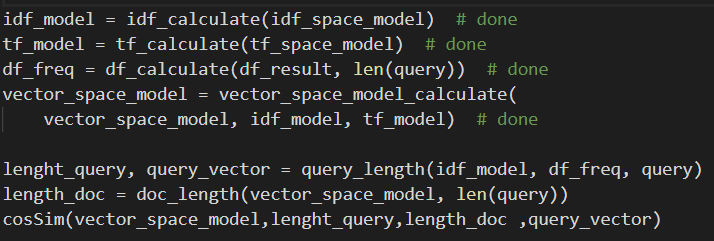 idf_model = idf_calculate(idf_space_model)  # done
tf_model = tf_calculate(tf_space_model)  # done
df_freq = df_calculate(df_result, len(query))  # done
vector_space_model = vector_space_model_calculate(
    vector_space_model, idf_model, tf_model)  # done

lenght_query, query_vector = query_length(idf_model, df_freq, query)
length_doc = doc_length(vector_space_model, len(query))
cosSim(vector_space_model,lenght_query,length_doc ,query_vector)